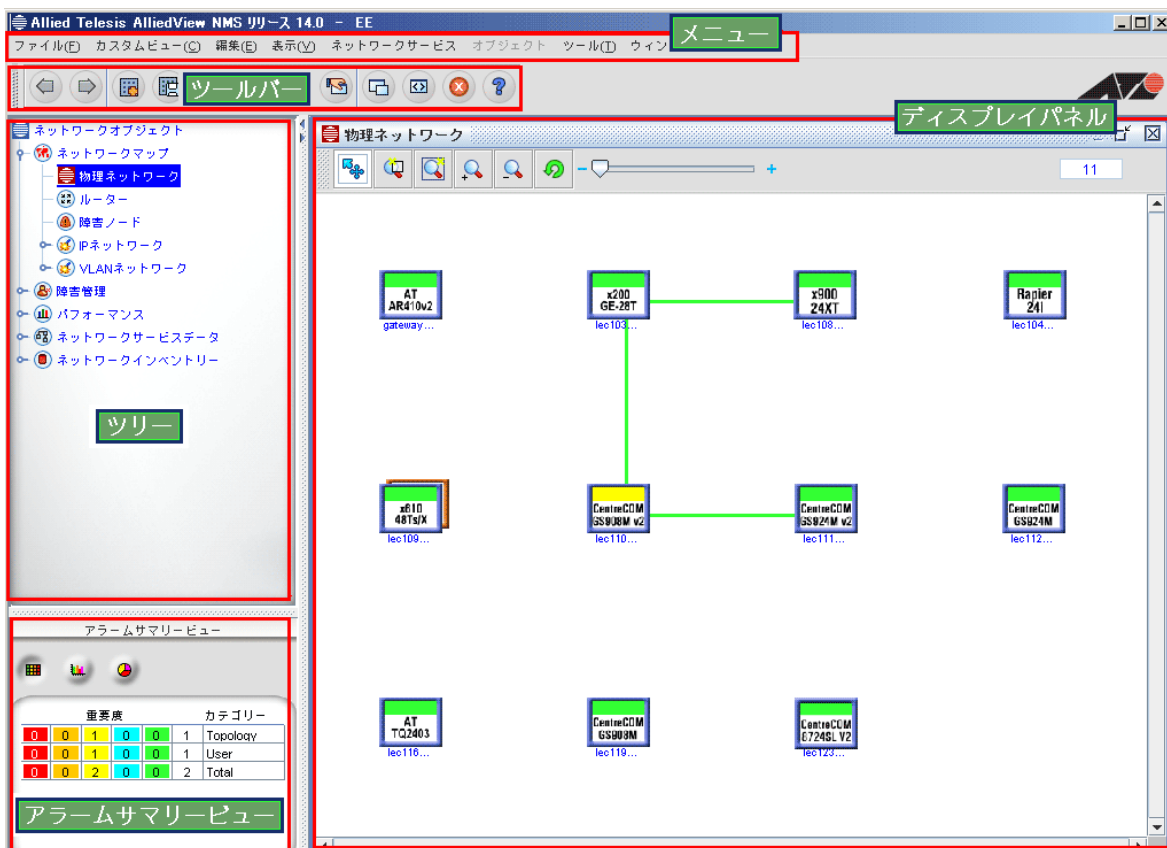 Allied Telesis AlliedView NMS リリース 14.0 - EE
ファイル(F) カスタムビュー(C) 編集(E) 表示(V) ネットワークサービス オブジェクト ツール(T) ウィン
メニュー
ツールバー
ディスプレイパネル
ネットワークオブジェクト
ネットワークマップ
物理ネットワーク
ルーター
障害ノード
IPネットワーク
VLANネットワーク
障害管理
パフォーマンス
ネットワークサービスデータ
ネットワークインベントリー
ツリー
アラームサマリービュー
重要度 カテゴリー
0 0 1 0 0 1 Topology
0 0 1 0 0 1 User
0 0 2 0 0 2 Total
アラームサマリービュー
物理ネットワーク
11
AT
AR410v2
gateway...
x200
GE-28T
lec103...
x900
24XT
lec108...
Rapier
24i
lec104...
x610
48Ts/X
lec109...
CentreCOM
GS908M v2
lec110...
CentreCOM
GS924M v2
lec111...
CentreCOM
GS924M
lec112...
AT
TQ2403
lec116...
CentreCOM
GS908M
lec119...
CentreCOM
8724SL V2
lec123...